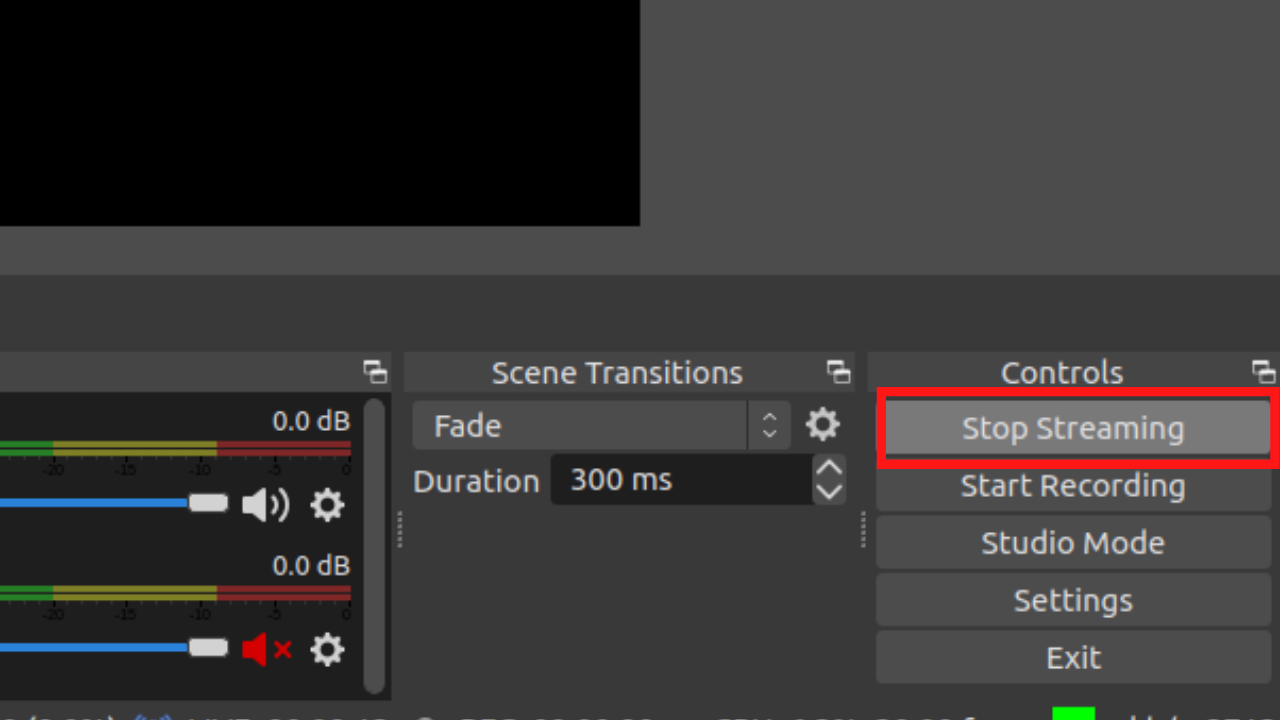 Scene Transitions
Controls
0.0 dB
-20 -15 -10 -5 0
Fade
Duration 300 ms
0.0 dB
-20 -15 -10 -5 0
Stop Streaming
Start Recording
Studio Mode
Settings
Exit